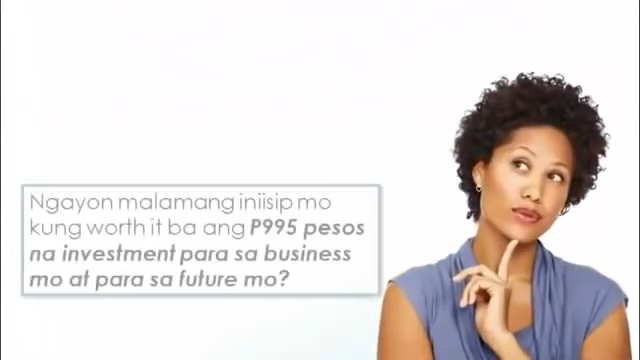 Ngayon malamang iniisip mo
kung worth it ba ang P995 pesos
na investment para sa business
mo at para sa future mo?